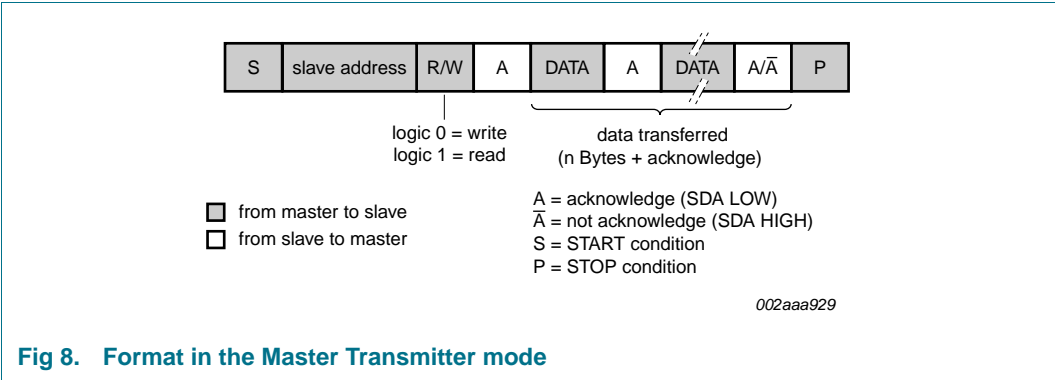 S slave address R/W A DATA A DATA A/A̅ P
logic 0 = write
logic 1 = read
data transferred
(n Bytes + acknowledge)
from master to slave
from slave to master
A = acknowledge (SDA LOW)
A̅ = not acknowledge (SDA HIGH)
S = START condition
P = STOP condition
002aaa929
Fig 8. Format in the Master Transmitter mode